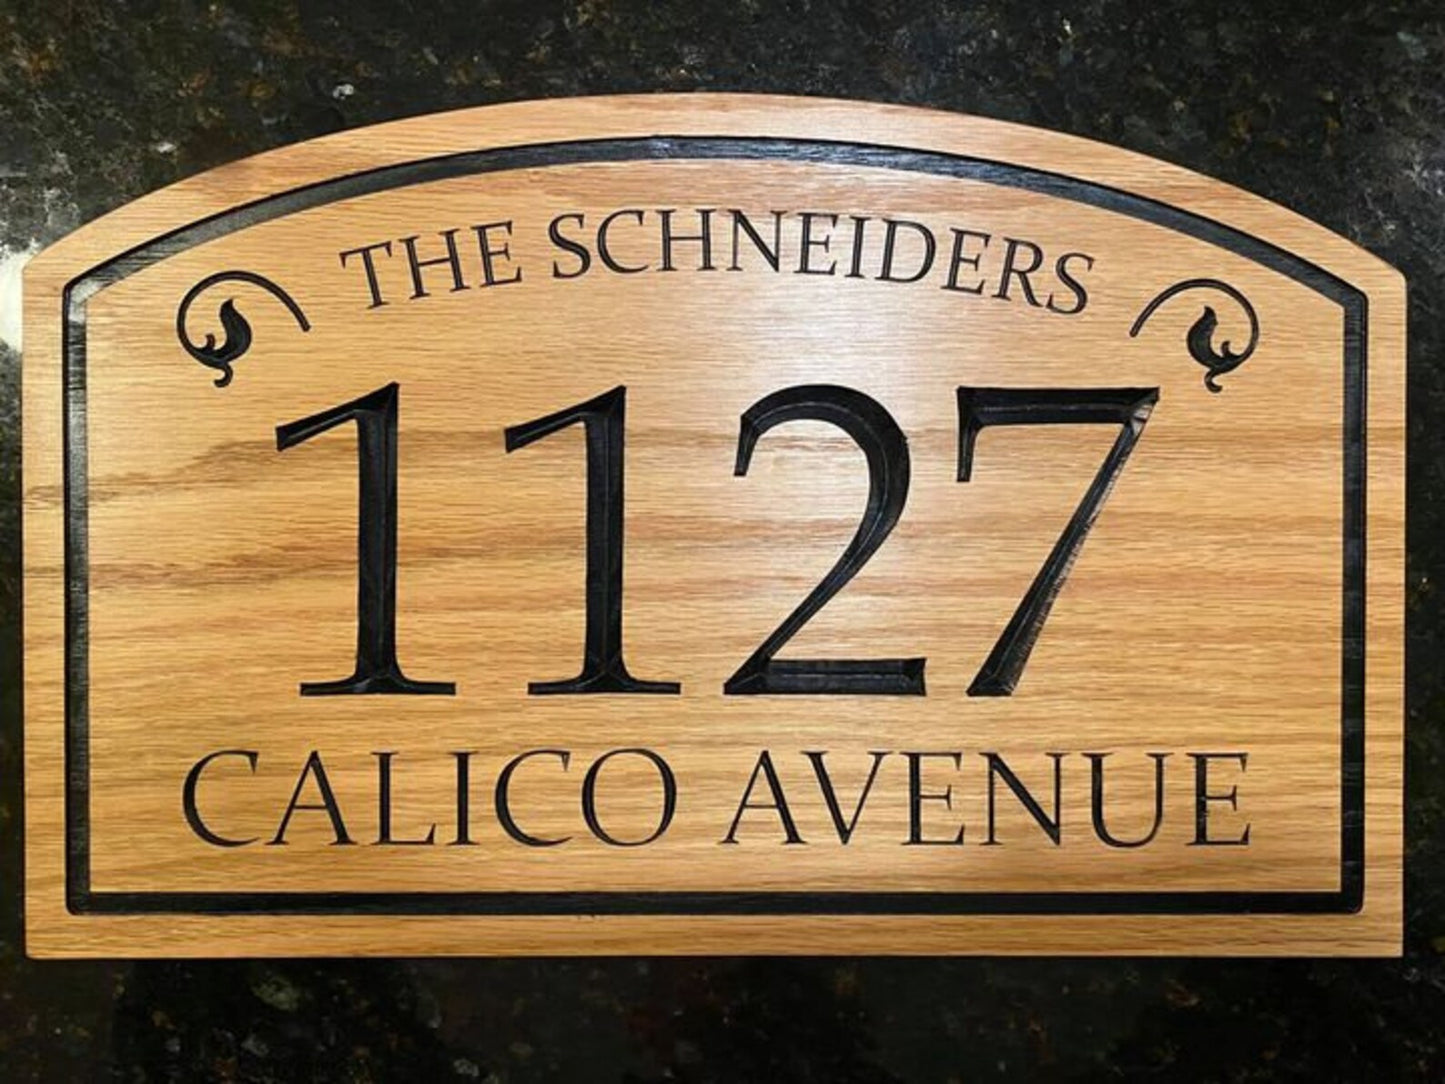 THE SCHNEIDERS
1127
CALICO AVENUE